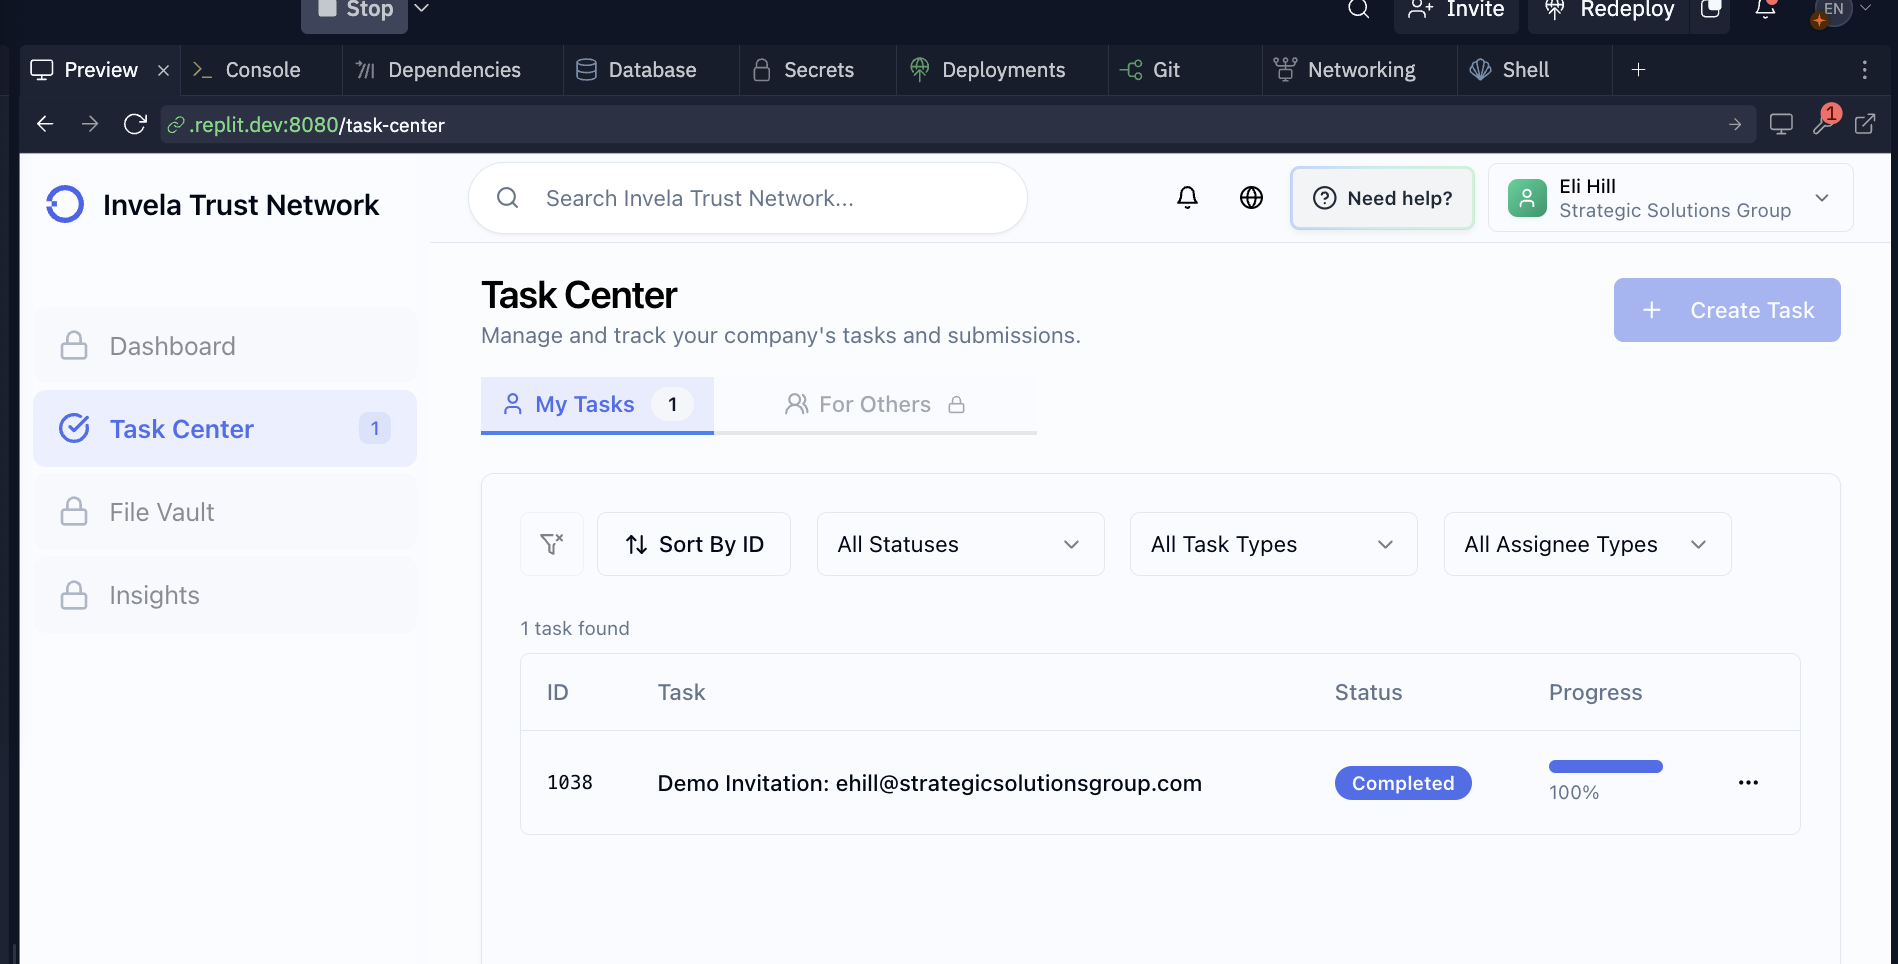 Stop
Invite
Redeploy
EN
Preview
Console
Dependencies
Database
Secrets
Deployments
Git
Networking
Shell
.replit.dev:8080/task-center
1
Invela Trust Network
Search Invela Trust Network...
Need help?
Eli Hill
Strategic Solutions Group
Dashboard
Task Center
1
File Vault
Insights
Task Center
Manage and track your company's tasks and submissions.
Create Task
My Tasks 1
For Others
Sort By ID
All Statuses
All Task Types
All Assignee Types
1 task found
ID Task Status Progress
1038 Demo Invitation: ehill@strategicsolutionsgroup.com Completed 100%